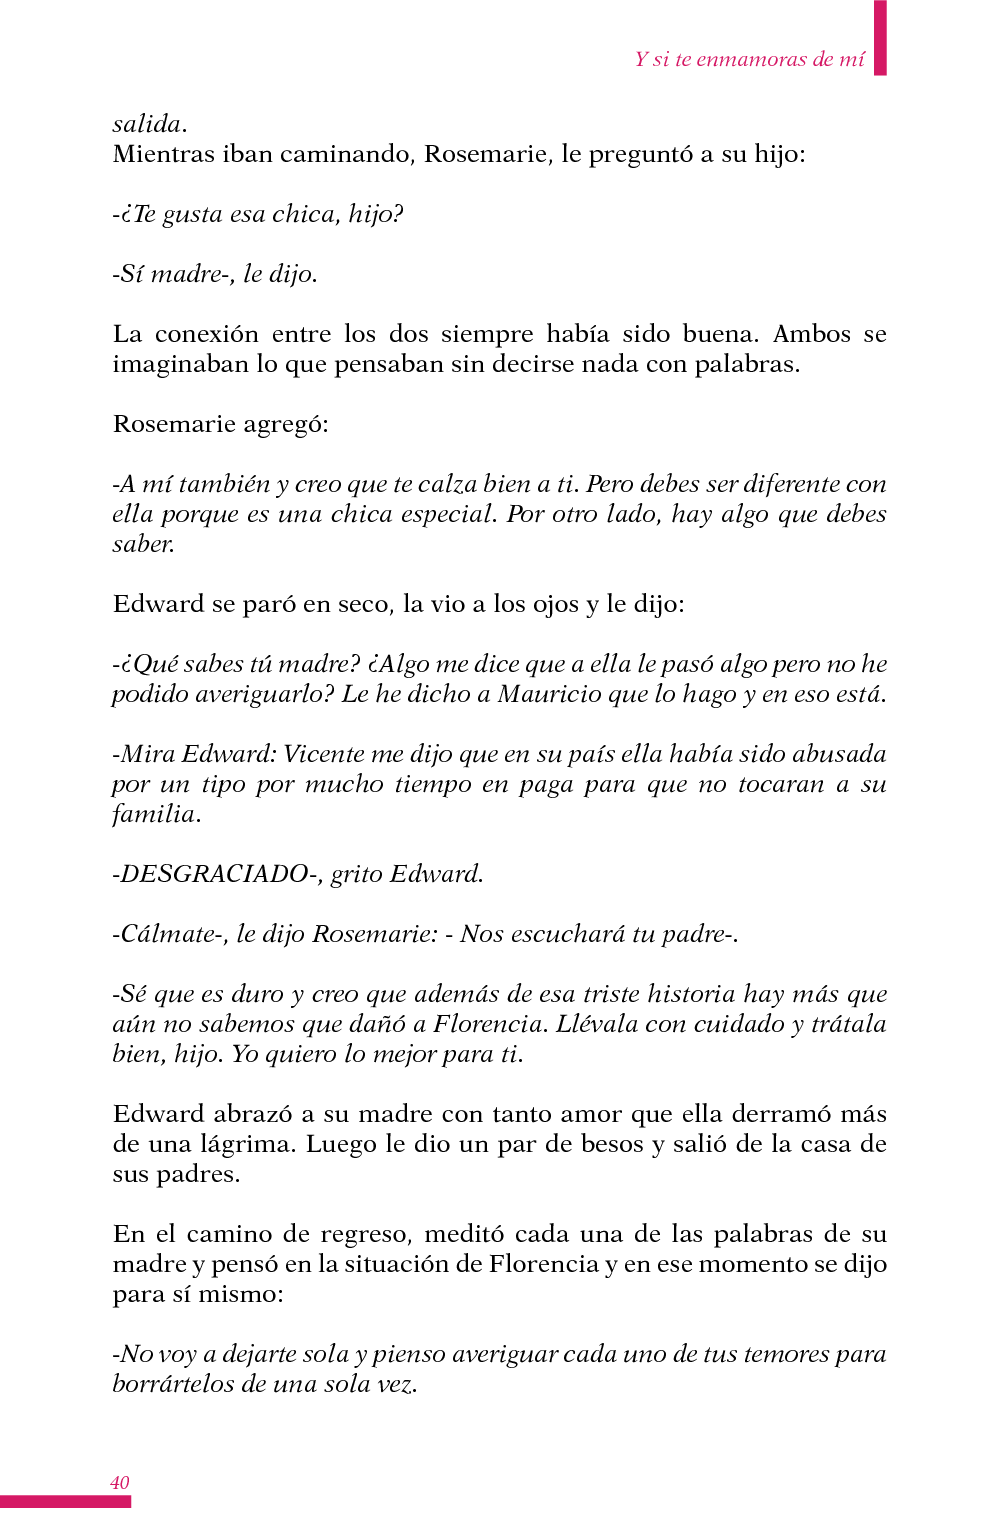 Y si te enmamoras de mí
salida.
Mientras iban caminando, Rosemarie, le preguntó a su hijo:
-¿Te gusta esa chica, hijo?
-Sí madre-, le dijo.
La conexión entre los dos siempre había sido buena. Ambos se
imaginaban lo que pensaban sin decirse nada con palabras.
Rosemarie agregó:
-A mí también y creo que te calza bien a ti. Pero debes ser diferente con
ella porque es una chica especial. Por otro lado, hay algo que debes
saber.
Edward se paró en seco, la vio a los ojos y le dijo:
-¿Qué sabes tú madre? ¿Algo me dice que a ella le pasó algo pero no he
podido averiguarlo? Le he dicho a Mauricio que lo hago y en eso está.
-Mira Edward: Vicente me dijo que en su país ella había sido abusada
por un tipo por mucho tiempo en paga para que no tocaran a su
familia.
-DESGRACIADO-, grito Edward.
-Cálmate-, le dijo Rosemarie: - Nos escuchará tu padre-.
-Sé que es duro y creo que además de esa triste historia hay más que
aún no sabemos que dañó a Florencia. Llévala con cuidado y trátala
bien, hijo. Yo quiero lo mejor para ti.
Edward abrazó a su madre con tanto amor que ella derramó más
de una lágrima. Luego le dio un par de besos y salió de la casa de
sus padres.
En el camino de regreso, meditó cada una de las palabras de su
madre y pensó en la situación de Florencia y en ese momento se dijo
para sí mismo:
-No voy a dejarte sola y pienso averiguar cada uno de tus temores para
borrártelos de una sola vez.
40